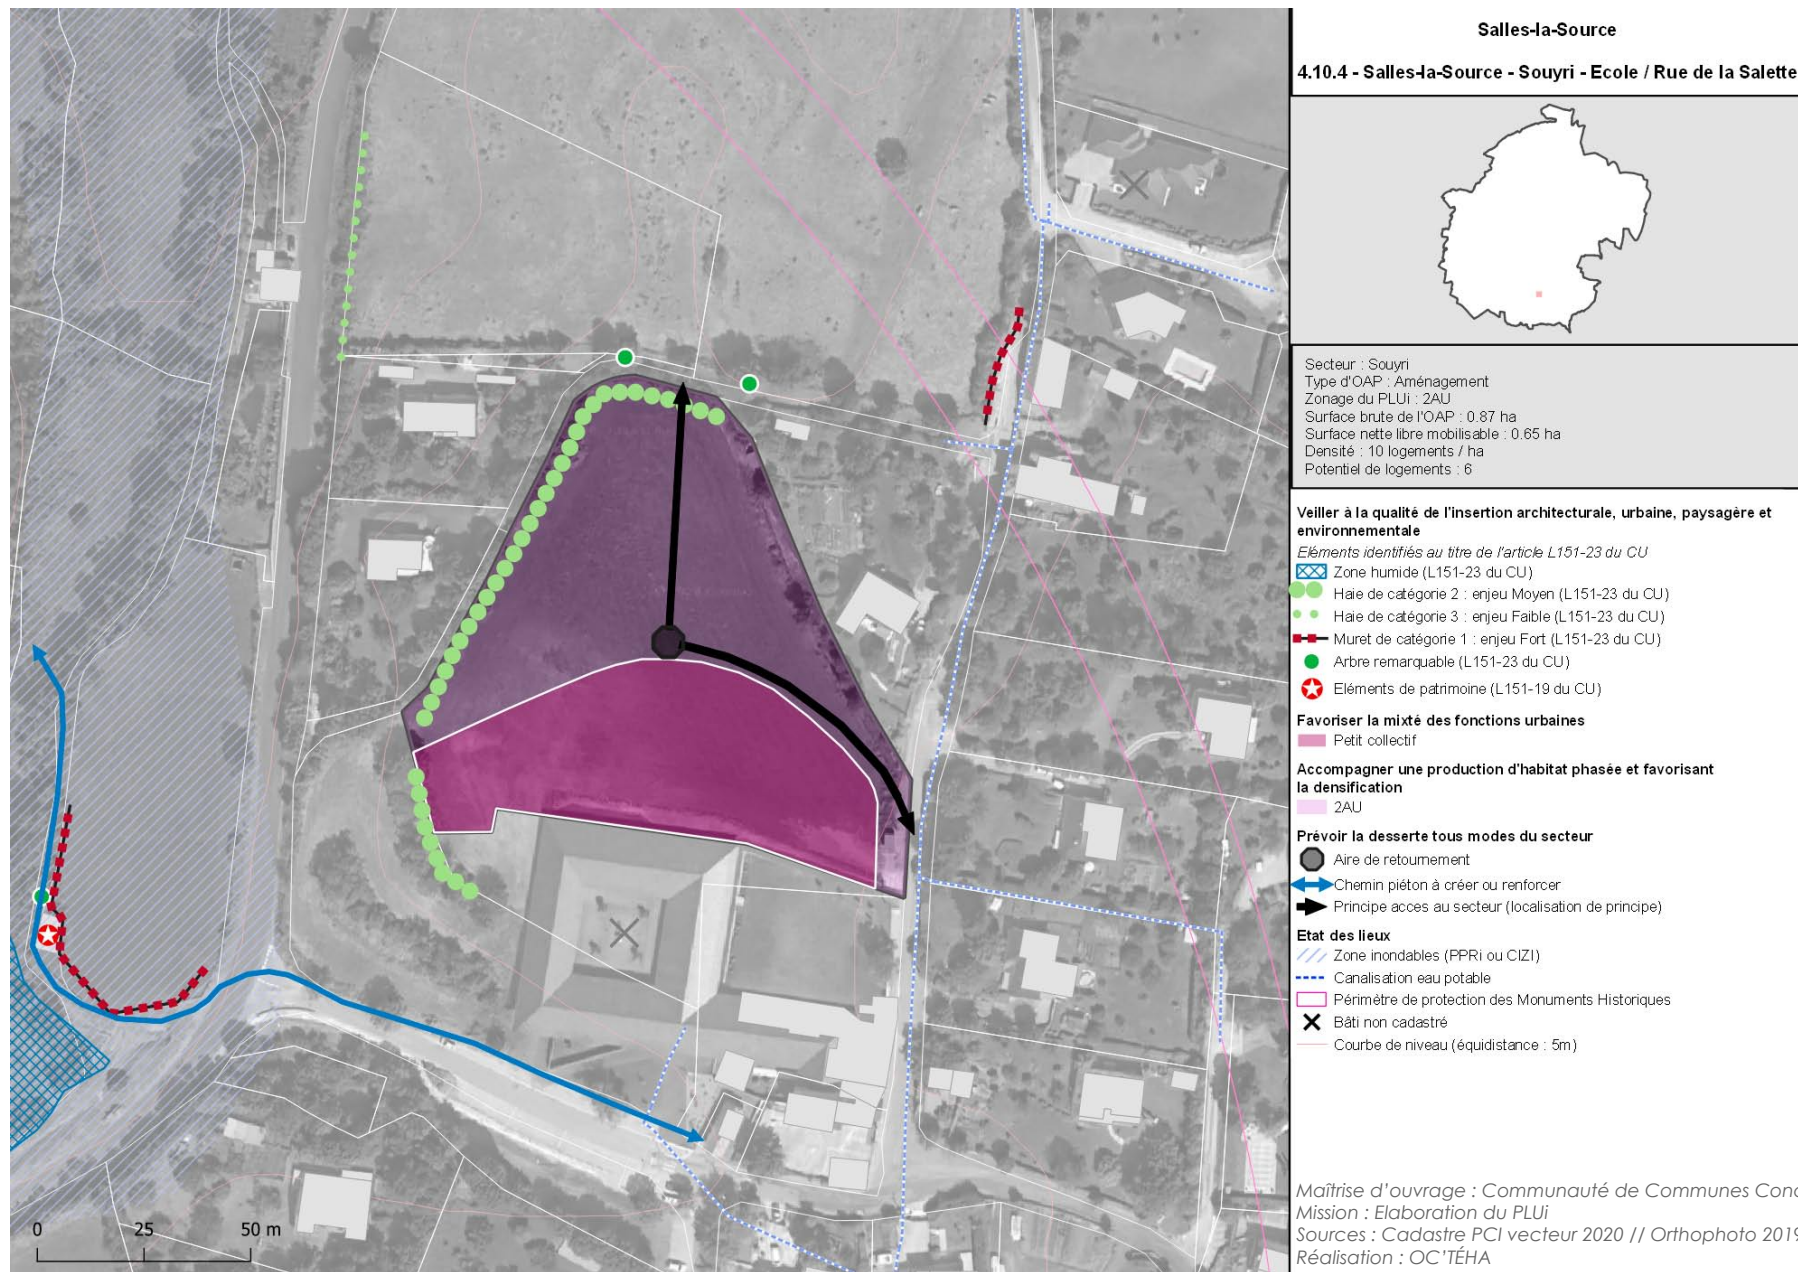 Salles-la-Source
4.10.4 - Salles-la-Source - Souyri - Ecole / Rue de la Salette
Secteur : Souyri
Type d'OAP : Aménagement
Zonage du PLUi : 2AU
Surface brute de l'OAP : 0.87 ha
Surface nette libre mobilisable : 0.65 ha
Densité : 10 logements / ha
Potentiel de logements : 6
Veiller à la qualité de l'insertion architecturale, urbaine, paysagère et
environnementale
Eléments identifiés au titre de l'article L151-23 du CU
Zone humide (L151-23 du CU)
Haie de catégorie 2 : enjeu Moyen (L151-23 du CU)
Haie de catégorie 3 : enjeu Faible (L151-23 du CU)
Muret de catégorie 1 : enjeu Fort (L151-23 du CU)
Arbre remarquable (L151-23 du CU)
Eléments de patrimoine (L151-19 du CU)
Favoriser la mixté des fonctions urbaines
Petit collectif
Accompagner une production d'habitat phasée et favorisant
la densification
2AU
Prévoir la desserte tous modes du secteur
Aire de retournement
Chemin piéton à créer ou renforcer
Principe acces au secteur (localisation de principe)
Etat des lieux
Zone inondables (PPRi ou CIZI)
Canalisation eau potable
Périmètre de protection des Monuments Historiques
Bâti non cadastré
Courbe de niveau (équidistance : 5m)
Maîtrise d'ouvrage : Communauté de Communes Conc
Mission : Elaboration du PLUi
Sources : Cadastre PCI vecteur 2020 // Orthophoto 2019
Réalisation : OC'TÉHA
0 25 50 m